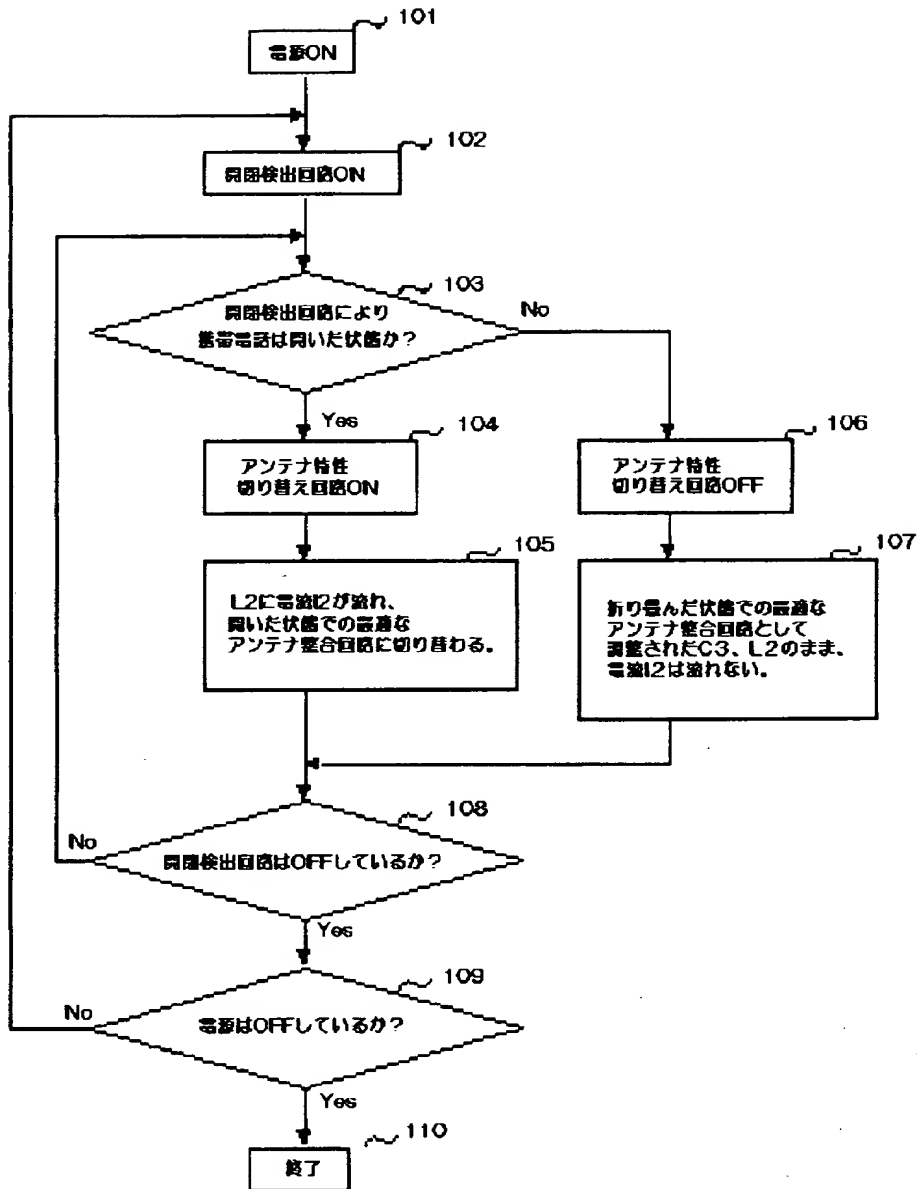 101
電源ON
102
開閉検出回路ON
103
開閉検出回路により
携帯電話は開いた状態か？
No
Yes
104
アンテナ特性
切り替え回路ON
106
アンテナ特性
切り替え回路OFF
105
L2に電流I2が流れ、
開いた状態での最適な
アンテナ整合回路に切り替わる。
107
折り畳んだ状態での最適な
アンテナ整合回路として
調整されたC3、L2のまま、
電流I2は流れない。
108
No
開閉検出回路はOFFしているか？
Yes
109
No
電源はOFFしているか？
Yes
110
終了